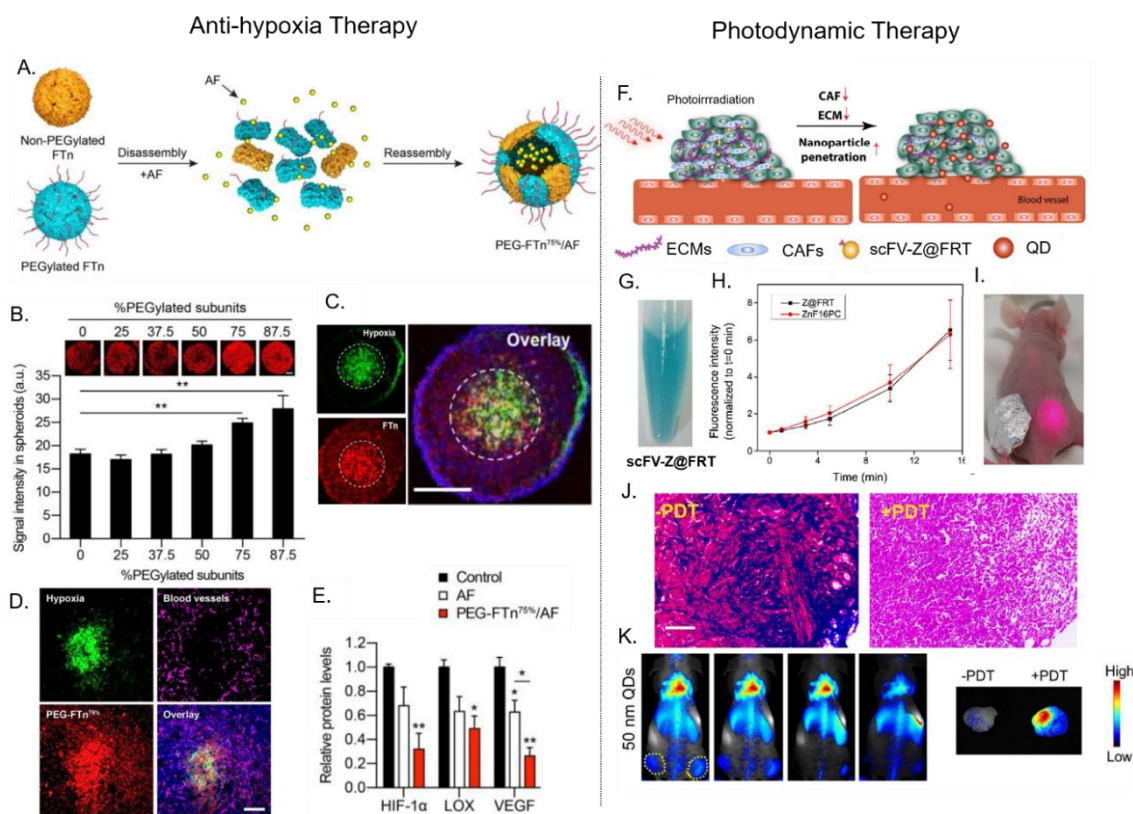 Anti-hypoxia Therapy
Photodynamic Therapy
A.
AF
Non-PEGylated
FTn
Disassembly
+AF
Reassembly
PEGylated FTn
PEG-FTn75%/AF
B.
%PEGylated subunits
0 25 37.5 50 75 87.5
**
**
Signal intensity in spheroids (a.u.)
35
30
25
20
15
10
5
0
0 25 37.5 50 75 87.5
%PEGylated subunits
C.
Hypoxia
FTn
Overlay
D.
Hypoxia
Blood vessels
PEG-FTn75%
Overlay
E.
Control
AF
PEG-FTn75%/AF
Relative protein levels
1.2
1.0
0.8
0.6
0.4
0.2
0.0
**
*
*
*
**
HIF-1α LOX VEGF
F.
Photoirrradiation
CAF↓
ECM↓
Nanoparticle
penetration ↑
Blood vessel
ECMs CAFs scFV-Z@FRT QD
G.
scFV-Z@FRT
H.
Z@FRT
ZnF16PC
Fluorescence intensity
(normalized to t=0 min)
8
6
4
2
0
0 4 8 12 16
Time (min)
I.
J.
-PDT
+PDT
K.
50 nm QDs
-PDT
+PDT
High
Low